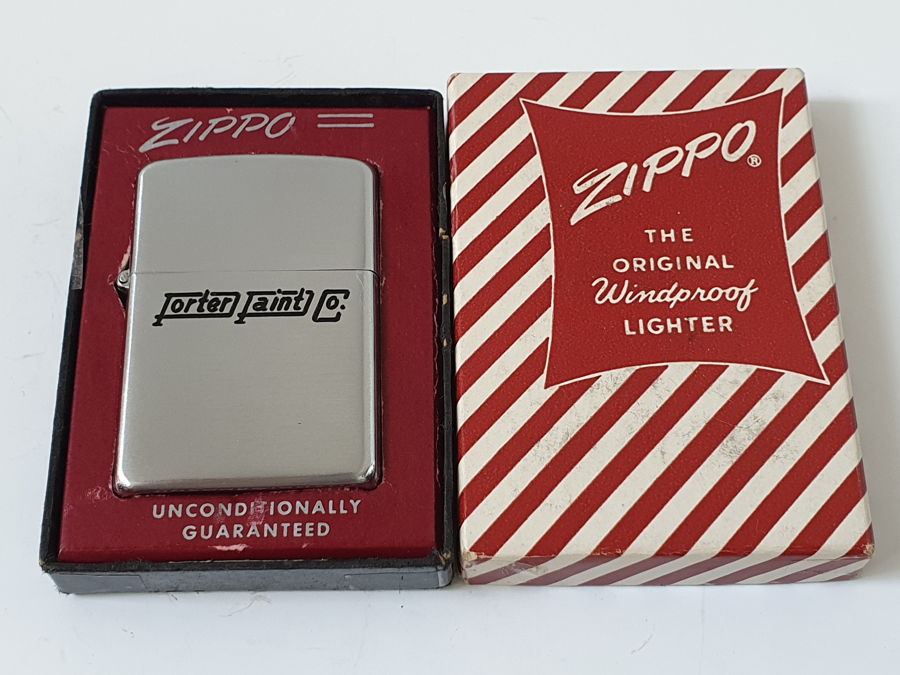 ZIPPO
Porter Paint Co.
UNCONDITIONALLY
GUARANTEED
ZIPPO®
THE
ORIGINAL
Windproof
LIGHTER